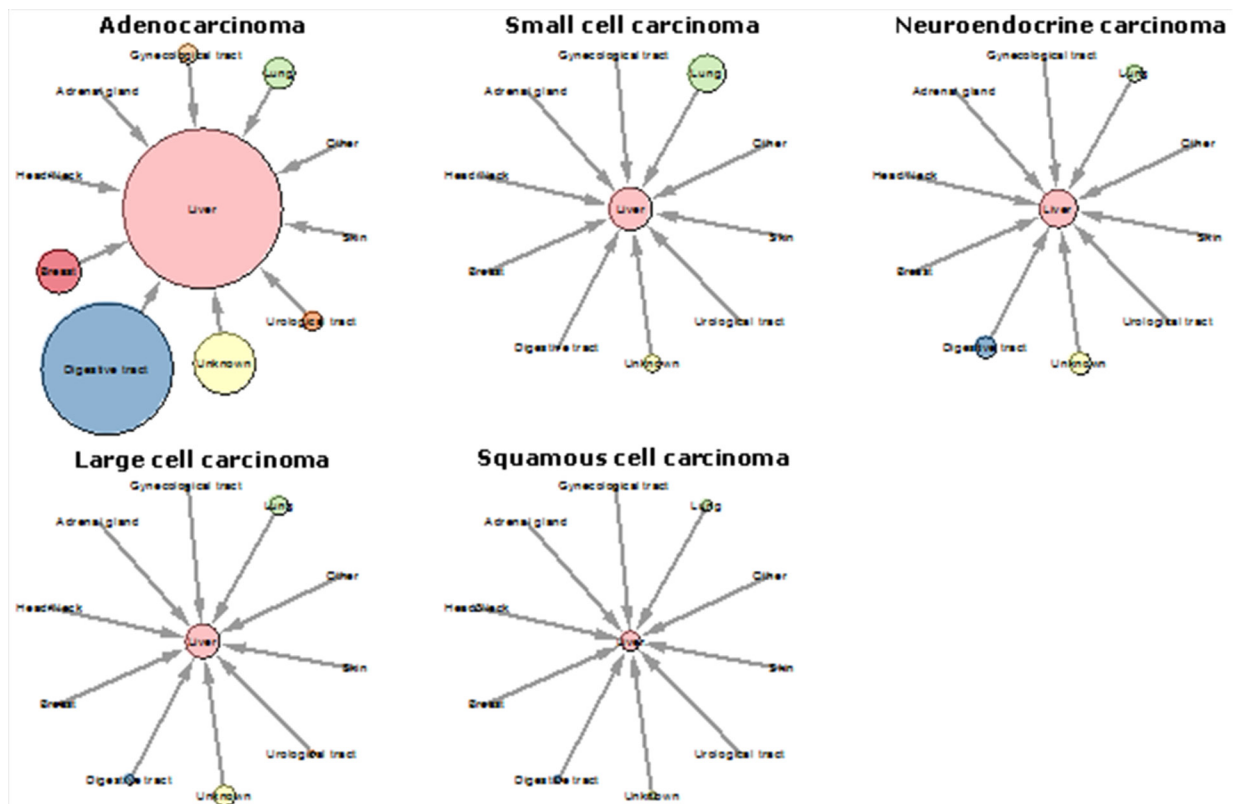 Adenocarcinoma
Gynecological tract
Lung
Adrenal gland
Other
Head/Neck
Liver
Skin
Breast
Urological tract
Digestive tract
Unknown
Small cell carcinoma
Gynecological tract
Lung
Adrenal gland
Other
Head/Neck
Liver
Skin
Breast
Urological tract
Digestive tract
Unknown
Neuroendocrine carcinoma
Gynecological tract
Lung
Adrenal gland
Other
Head/Neck
Liver
Skin
Breast
Urological tract
Digestive tract
Unknown
Large cell carcinoma
Gynecological tract
Lung
Adrenal gland
Other
Head/Neck
Liver
Skin
Breast
Urological tract
Digestive tract
Unknown
Squamous cell carcinoma
Gynecological tract
Lung
Adrenal gland
Other
Head/Neck
Liver
Skin
Breast
Urological tract
Digestive tract
Unknown